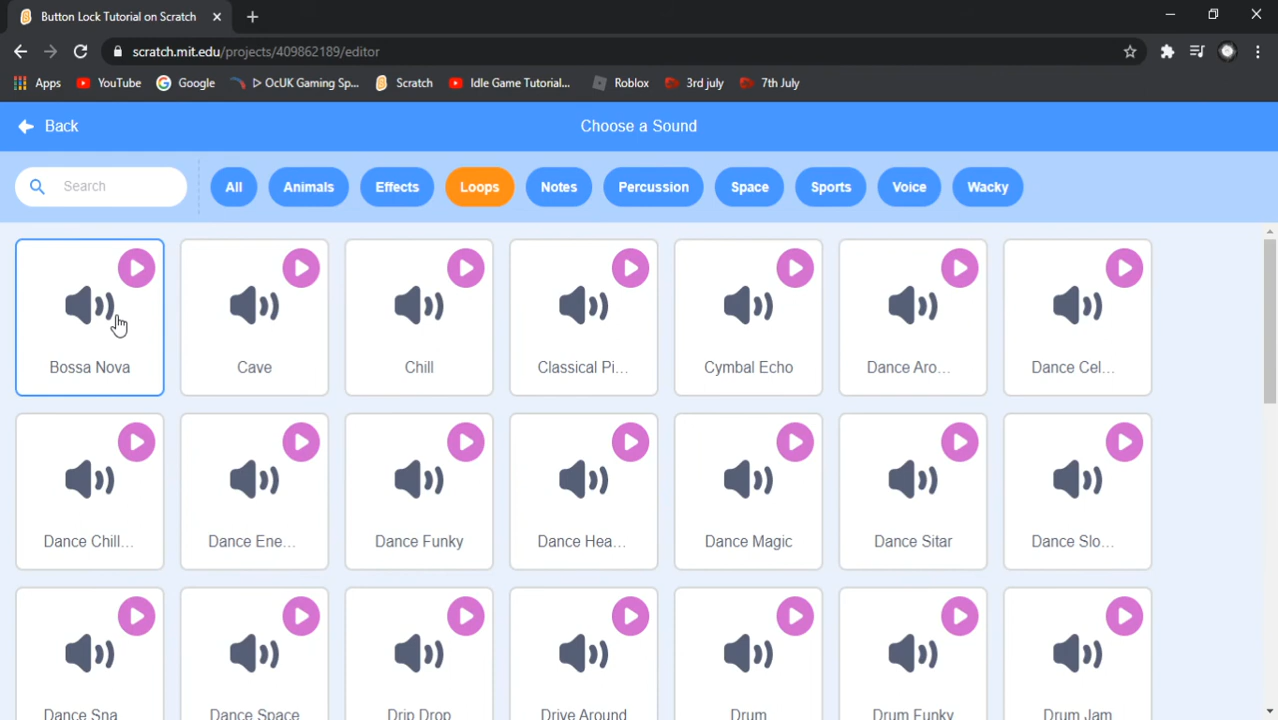 Button Lock Tutorial on Scratch
scratch.mit.edu/projects/409862189/editor
Apps YouTube Google ᐅ OcUK Gaming Sp... Scratch Idle Game Tutorial... Roblox 3rd july 7th July
Back Choose a Sound
Search All Animals Effects Loops Notes Percussion Space Sports Voice Wacky
Bossa Nova Cave Chill Classical Pi... Cymbal Echo Dance Aro... Dance Cel...
Dance Chill... Dance Ene... Dance Funky Dance Hea... Dance Magic Dance Sitar Dance Slo...
Dance Sna... Dance Space Drip Drop Drive Around Drum Drum Funky Drum Jam